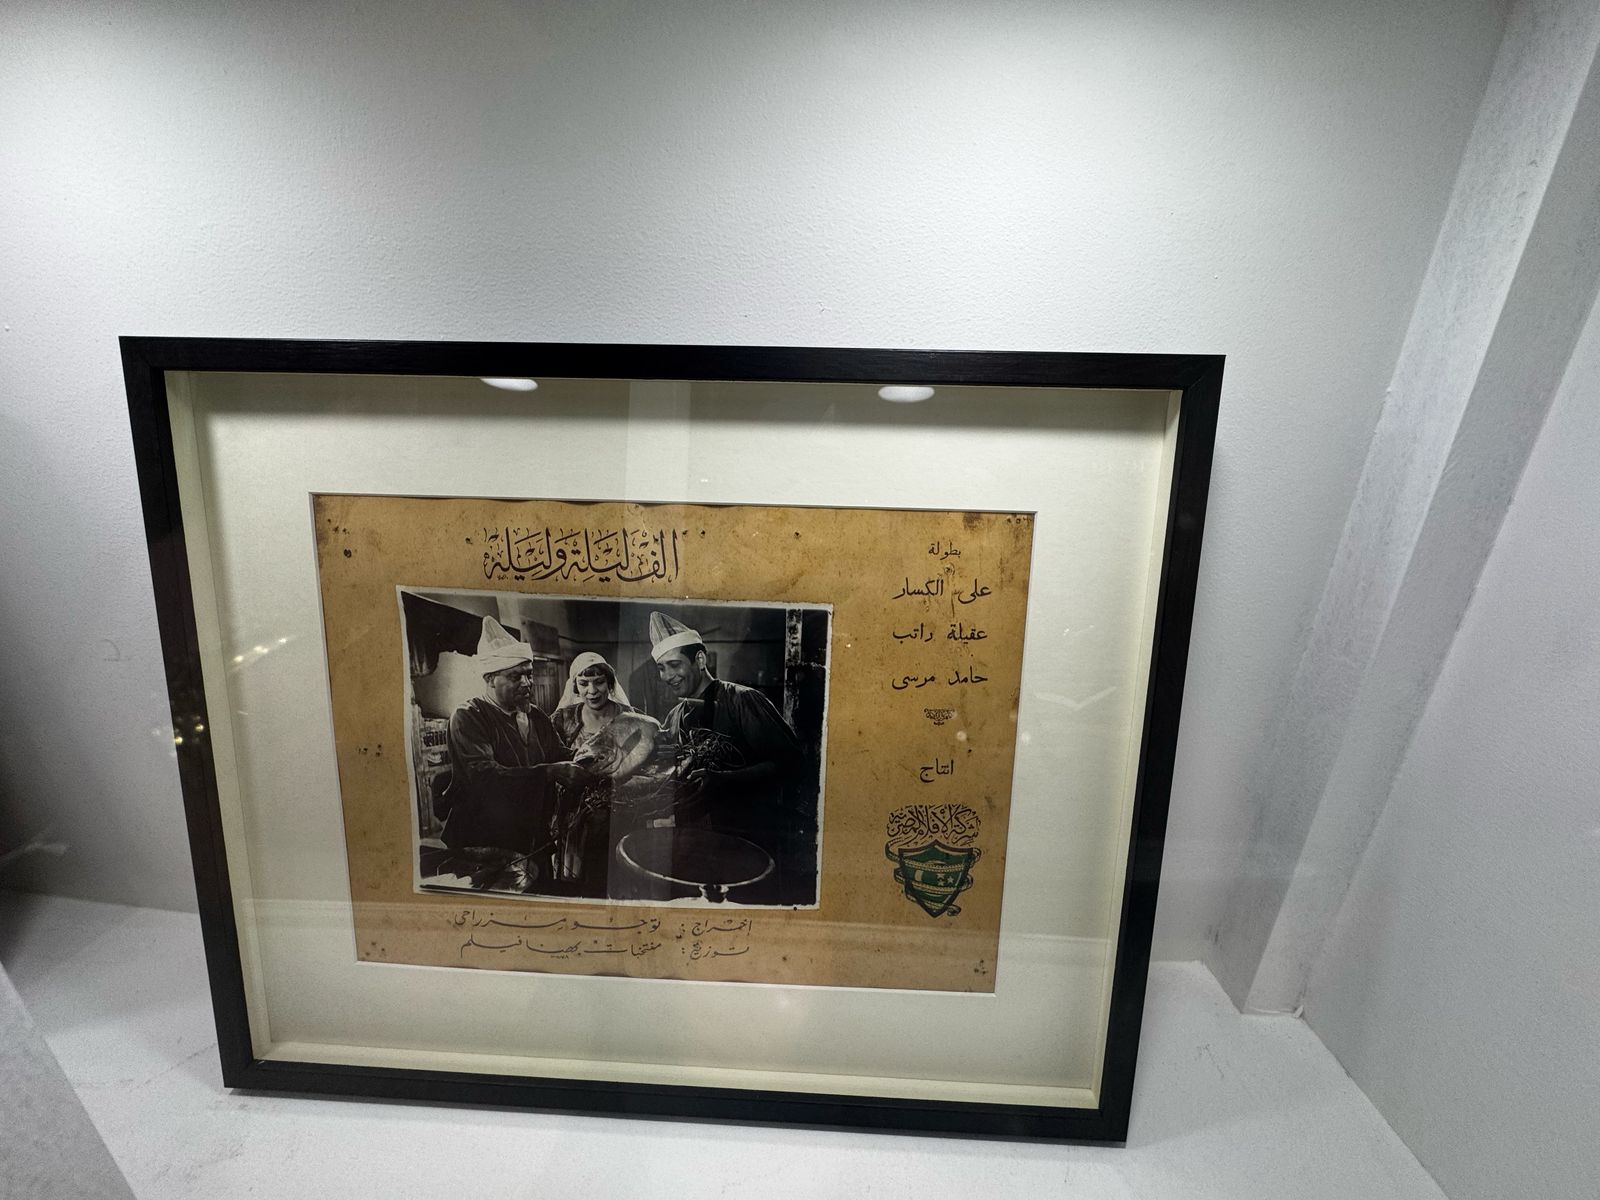 الف ليلة وليلة
بطولة
على الكسار
عقيلة راتب
حامد مرسى
انتاج
شركة الأفلام المصرية
اخراج : توجو مزراحى
توزيع : منتخبات بهنا فيلم